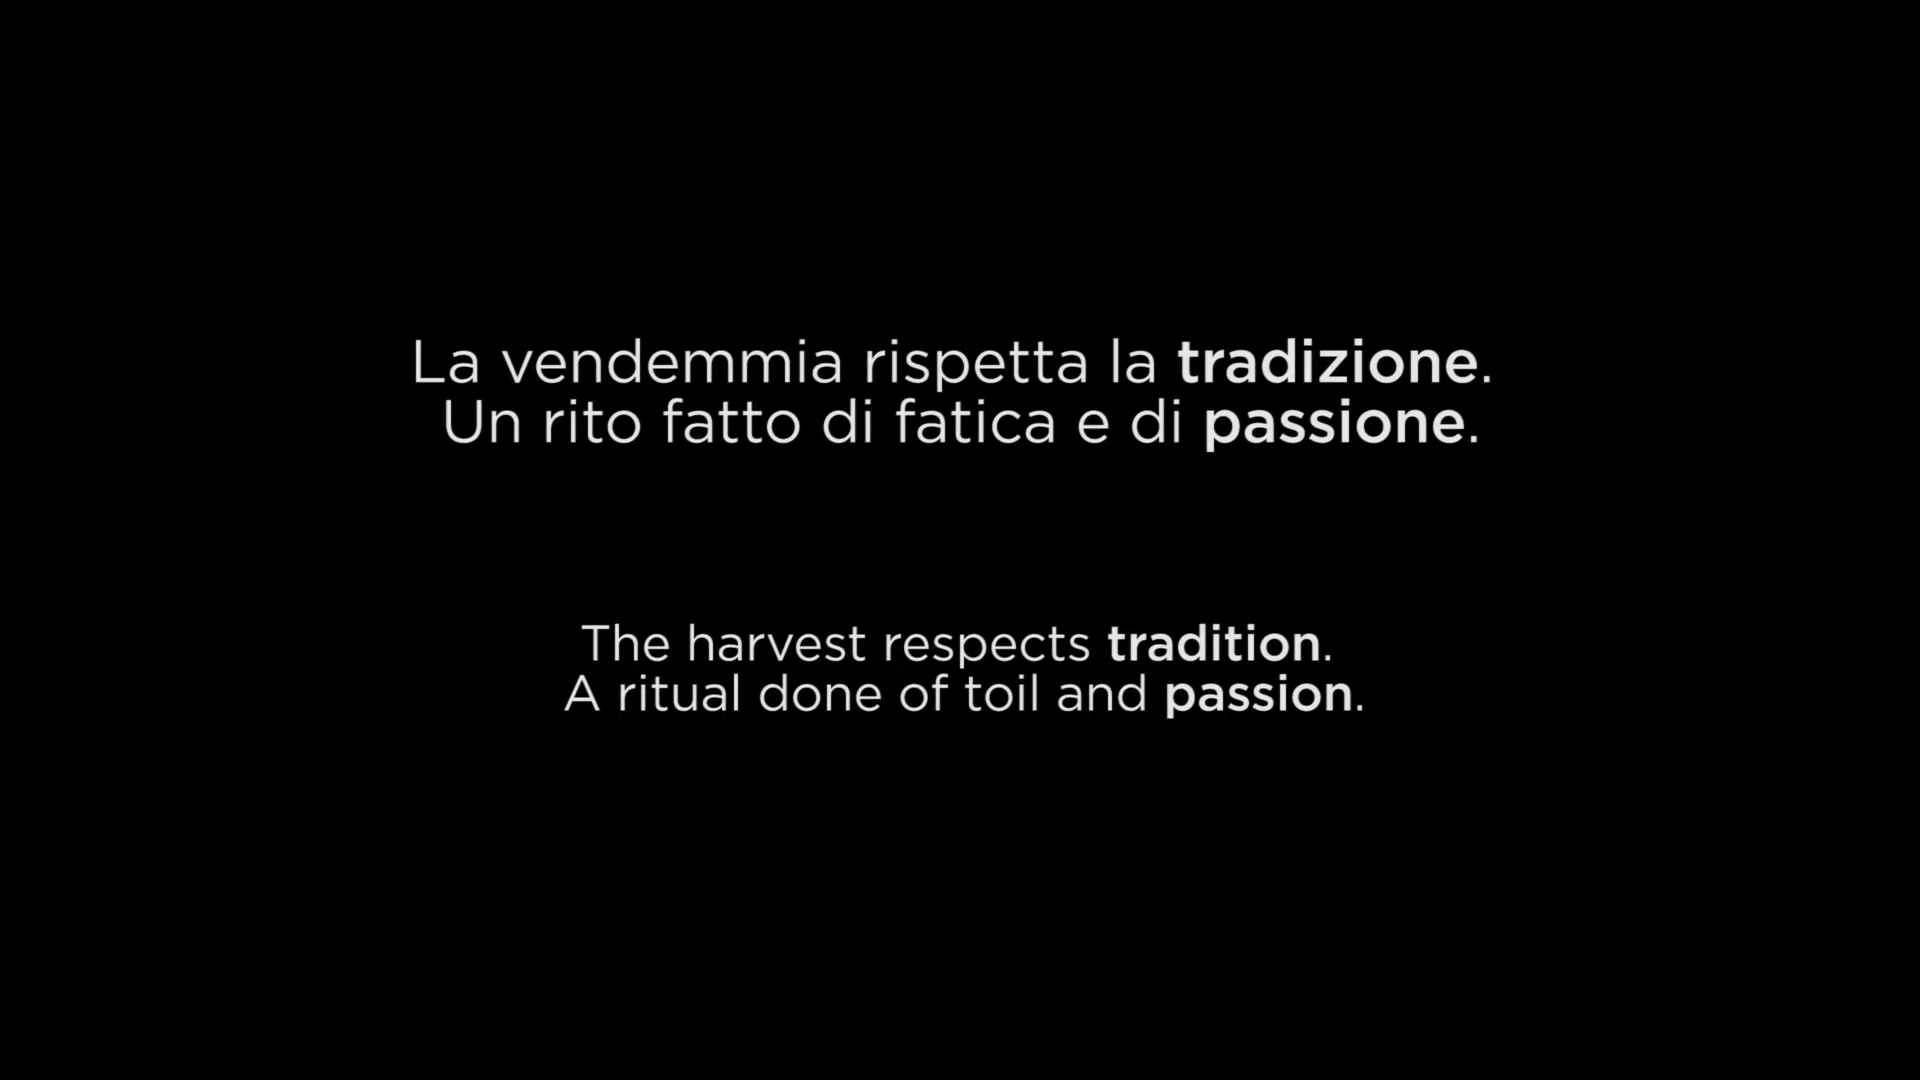 La vendemmia rispetta la tradizione.
Un rito fatto di fatica e di passione.
The harvest respects tradition.
A ritual done of toil and passion.